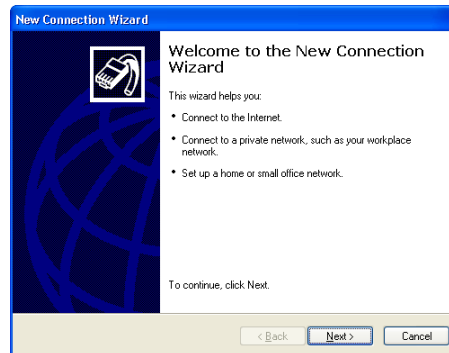 New Connection Wizard
Welcome to the New Connection
Wizard
This wizard helps you:
• Connect to the Internet.
• Connect to a private network, such as your workplace
network.
• Set up a home or small office network.
To continue, click Next.
< Back
Next >
Cancel